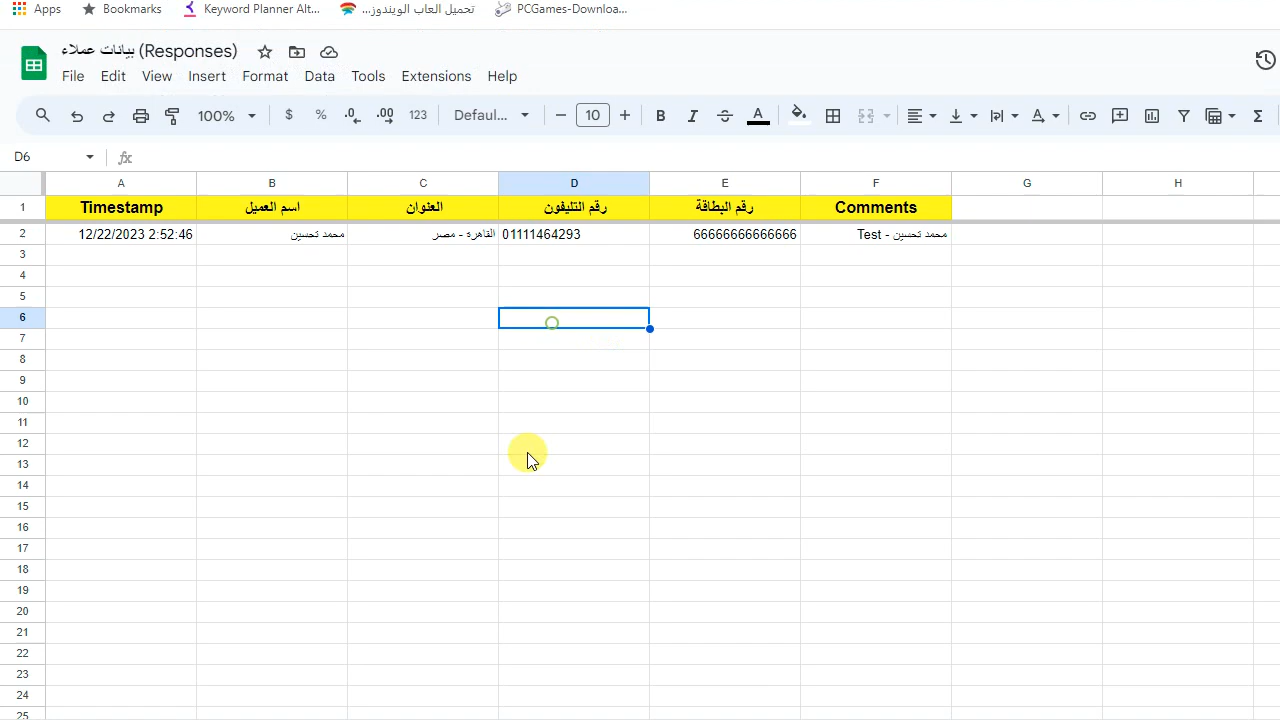 Apps Bookmarks Keyword Planner Alt... تحميل العاب الويندوز... PCGames-Downloa...
بيانات عملاء (Responses)
File Edit View Insert Format Data Tools Extensions Help
100% $ % .0 .00 123 Defaul... 10 B I S A
D6 fx
A B C D E F G H
1 Timestamp اسم العميل العنوان رقم التليفون رقم البطاقة Comments
2 12/22/2023 2:52:46 محمد تحسين القاهرة - مصر 01111464293 66666666666666 محمد تحسين - Test
3
4
5
6
7
8
9
10
11
12
13
14
15
16
17
18
19
20
21
22
23
24
25